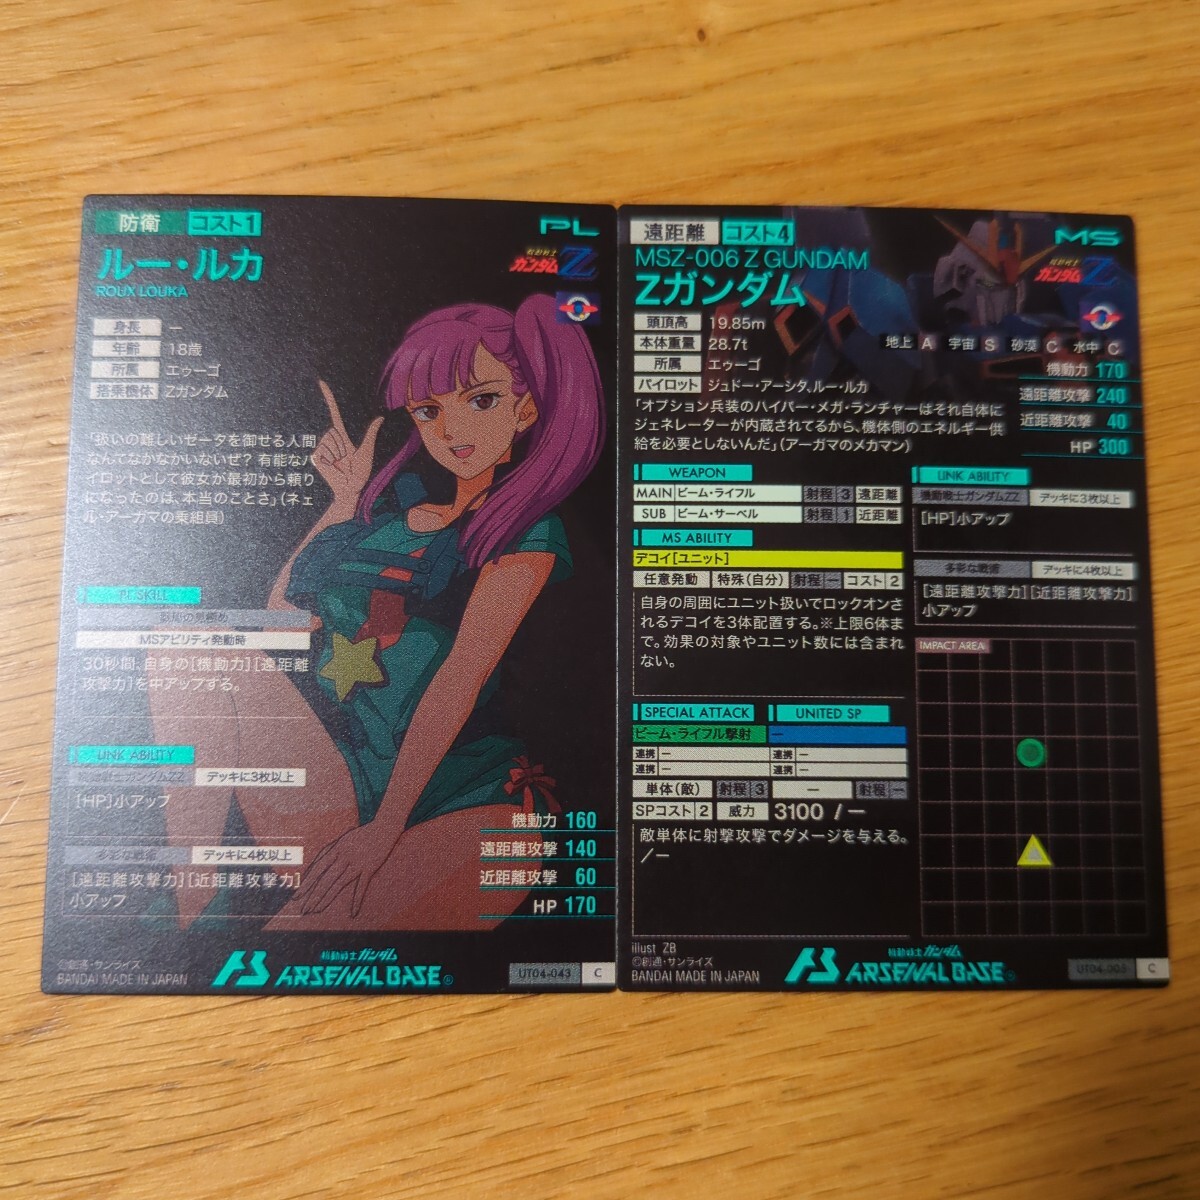 防衛 コスト1
PL
ルー・ルカ
ROUX LOUKA
機動戦士
ガンダムZZ
身長 ー
年齢 18歳
所属 エゥーゴ
搭乗機体 Zガンダム
「扱いの難しいゼータを御せる人間
なんてなかなかいないぜ？有能なパ
イロットとして彼女が最初から頼り
になったのは、本当のことさ」(ネェ
ル・アーガマの乗組員)
PL SKILL
MSアビリティ発動時
30秒間、自身の[機動力][遠距離
攻撃力]を中アップする。
LINK ABILITY
機動戦士ガンダムZZ デッキに3枚以上
[HP]小アップ
多彩な戦術 デッキに4枚以上
[遠距離攻撃力][近距離攻撃力]
小アップ
機動力 160
遠距離攻撃 140
近距離攻撃 60
HP 170
©創通・サンライズ
BANDAI MADE IN JAPAN
機動戦士ガンダム
ARSENAL BASE®
UT04-043 C
遠距離 コスト4
MS
MSZ-006 Z GUNDAM
Zガンダム
機動戦士
ガンダムZZ
頭頂高 19.85m
本体重量 28.7t
所属 エゥーゴ
パイロット ジュドー・アーシタ、ルー・ルカ
地上 A 宇宙 S 砂漠 C 水中 C
機動力 170
遠距離攻撃 240
近距離攻撃 40
HP 300
「オプション兵装のハイパー・メガ・ランチャーはそれ自体に
ジェネレーターが内蔵されてるから、機体側のエネルギー供
給を必要としないんだ」(アーガマのメカマン)
WEAPON
MAIN ビーム・ライフル 射程 3 遠距離
SUB ビーム・サーベル 射程 1 近距離
MS ABILITY
デコイ[ユニット]
任意発動 特殊(自分) 射程 ー コスト 2
自身の周囲にユニット扱いでロックオンさ
れるデコイを3体配置する。※上限6体ま
で。効果の対象やユニット数には含まれ
ない。
LINK ABILITY
機動戦士ガンダムZZ デッキに3枚以上
[HP]小アップ
多彩な戦術 デッキに4枚以上
[遠距離攻撃力][近距離攻撃力]
小アップ
IMPACT AREA
SPECIAL ATTACK UNITED SP
ビーム・ライフル撃射 ー
連携 ー 連携 ー
連携 ー 連携 ー
単体(敵) 射程 3 ー 射程 ー
SPコスト 2 威力 3100 / ー
敵単体に射撃攻撃でダメージを与える。
/ー
illust ZB
©創通・サンライズ
BANDAI MADE IN JAPAN
機動戦士ガンダム
ARSENAL BASE®
C